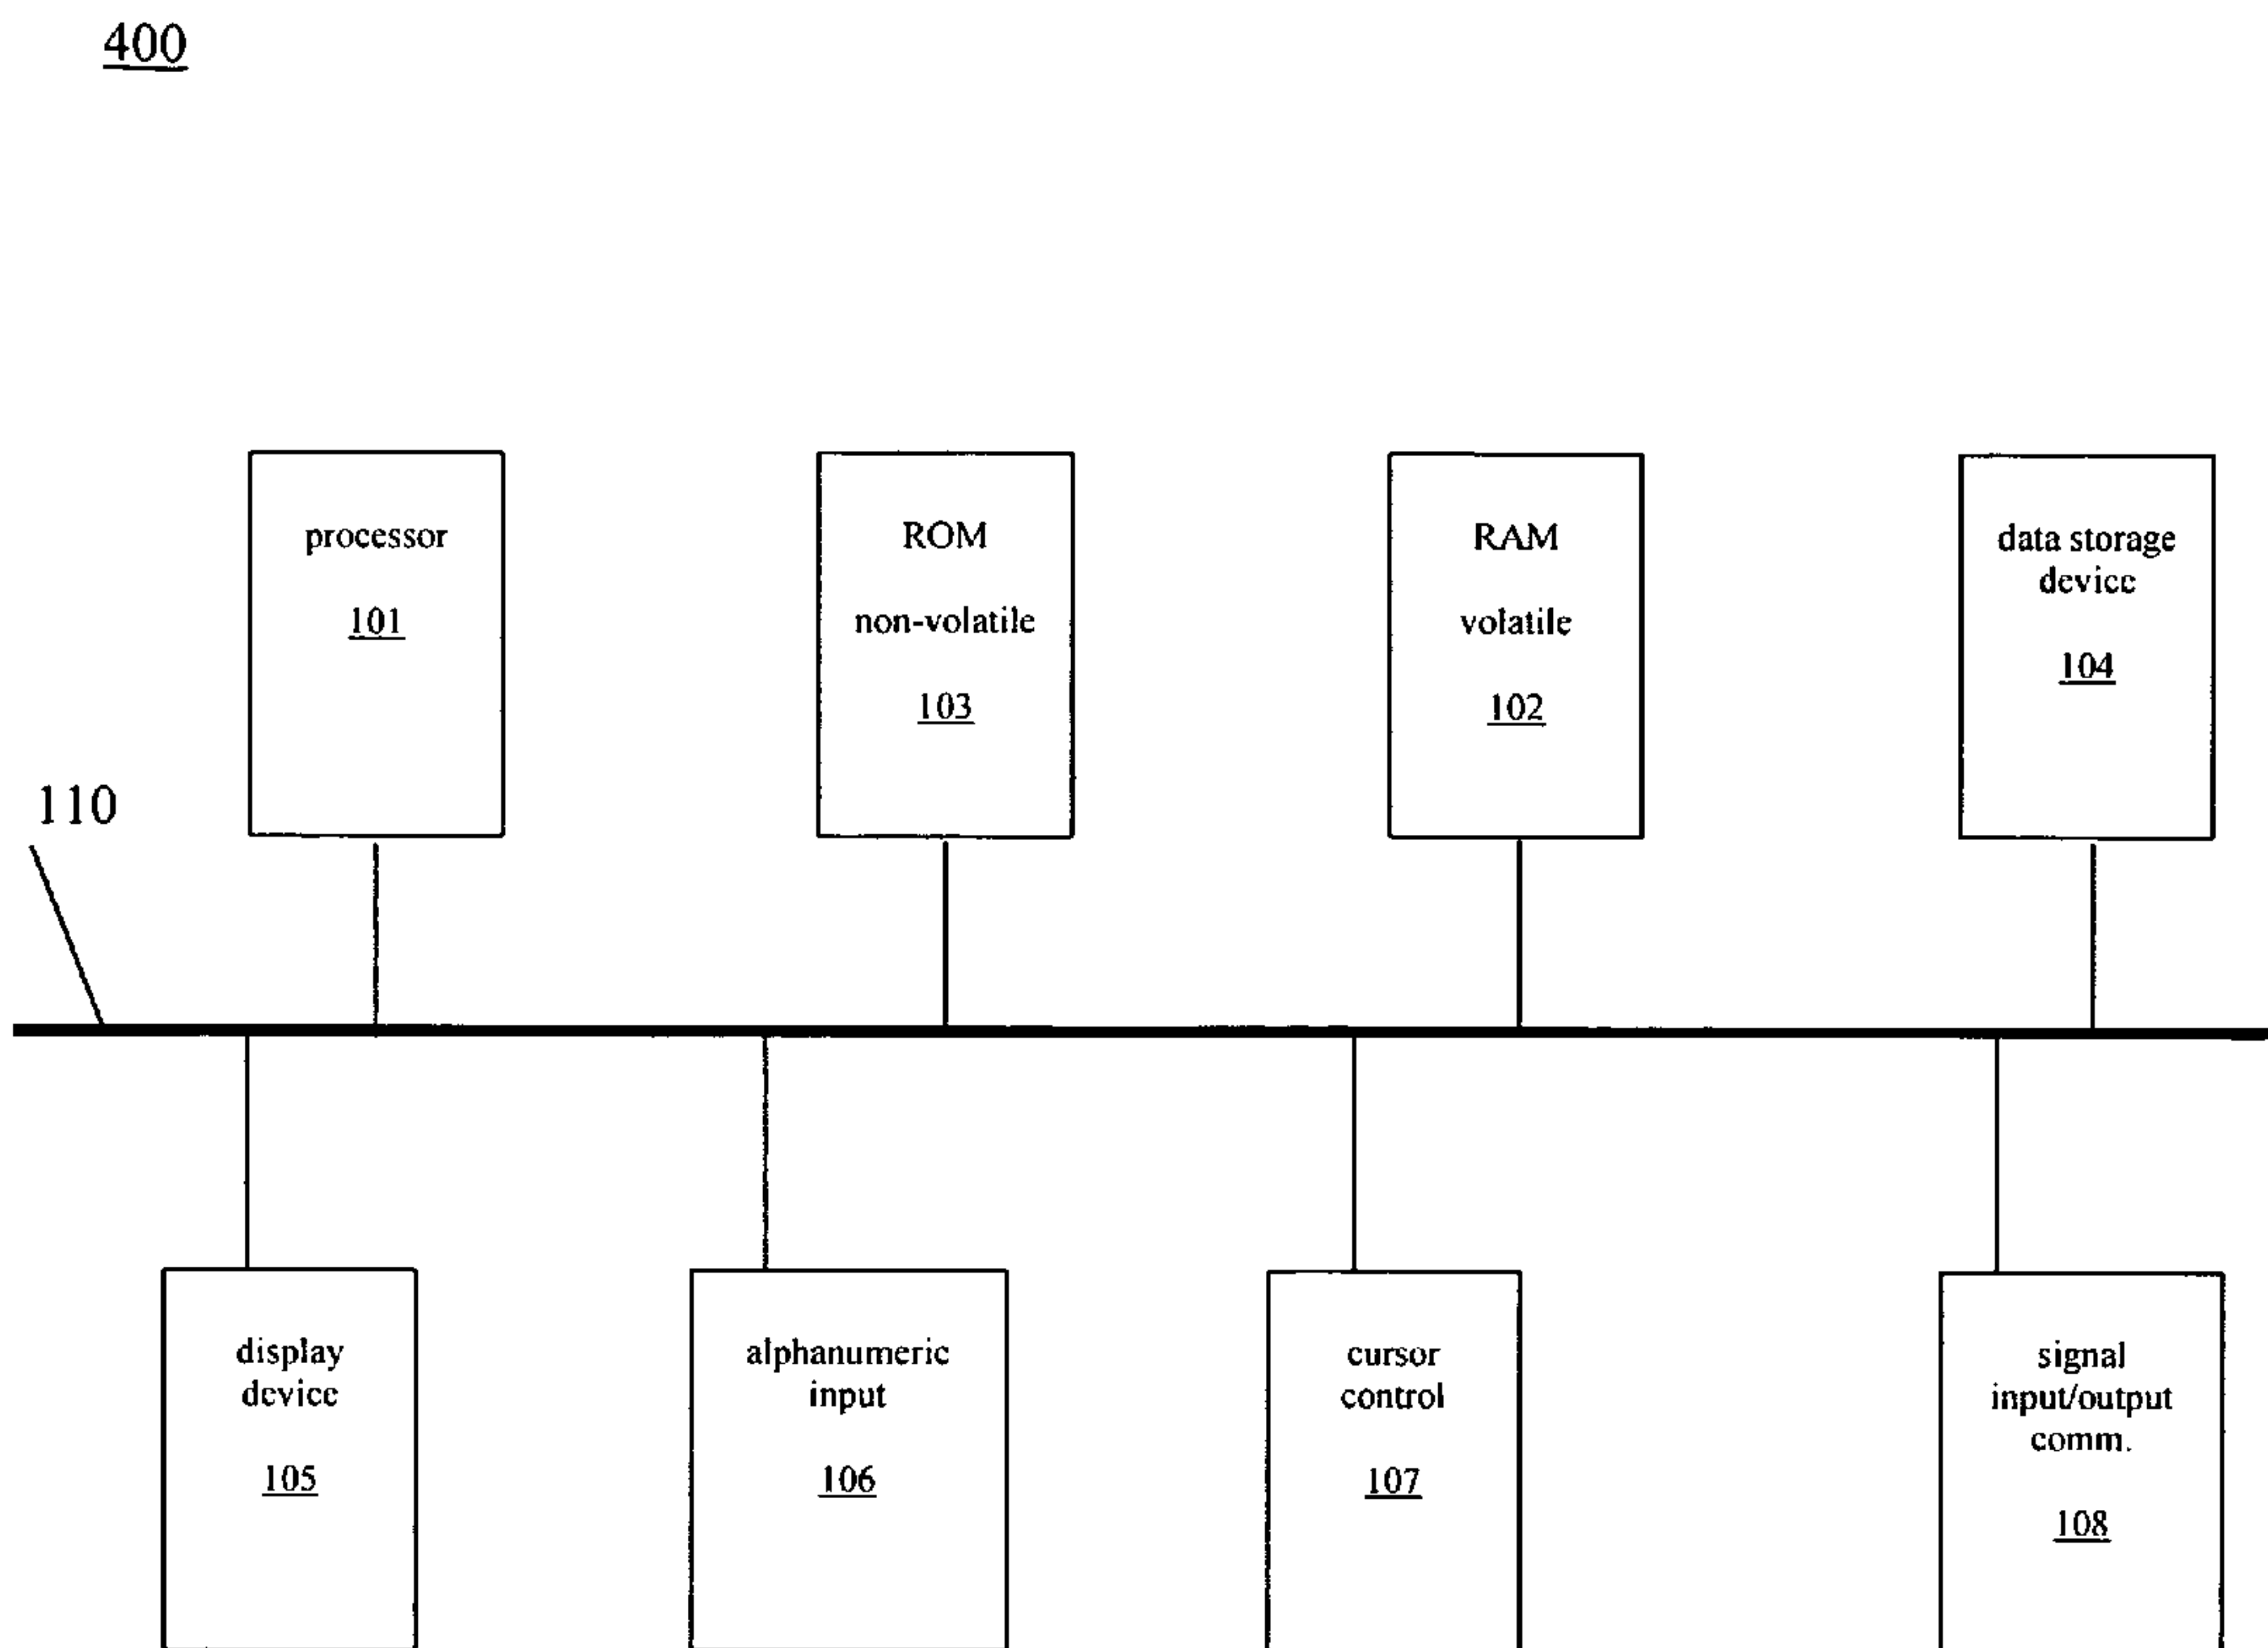 400
processor
101
ROM
non-volatile
103
RAM
volatile
102
data storage
device
104
110
display
device
105
alphanumeric
input
106
cursor
control
107
signal
input/output
comm.
108